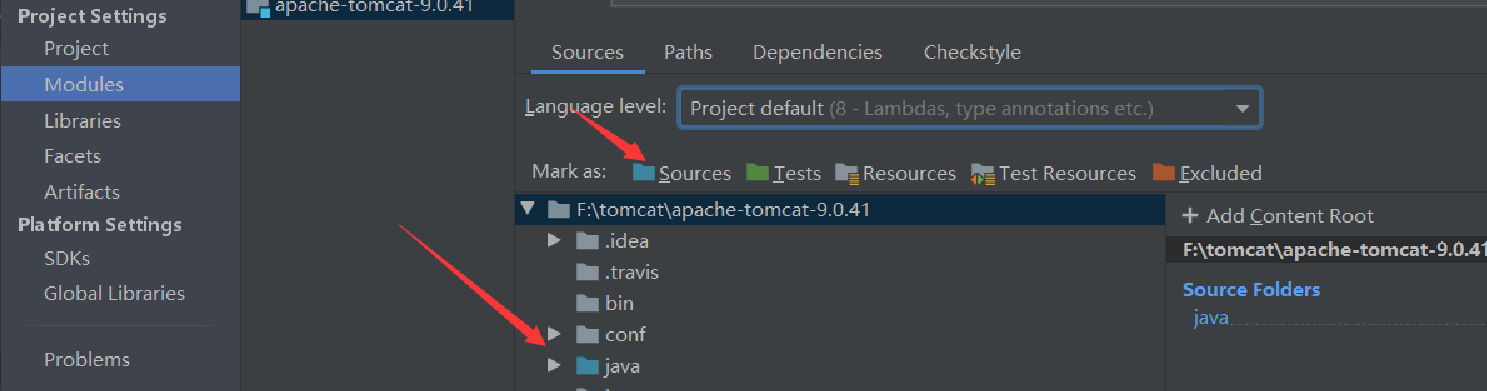 Project Settings
Project
Modules
Libraries
Facets
Artifacts
Platform Settings
SDKs
Global Libraries
Problems
apache-tomcat-9.0.41
Sources Paths Dependencies Checkstyle
Language level: Project default (8 - Lambdas, type annotations etc.)
Mark as: Sources Tests Resources Test Resources Excluded
F:\tomcat\apache-tomcat-9.0.41
.idea
.travis
bin
conf
java
+ Add Content Root
F:\tomcat\apache-tomcat-9.0.41
Source Folders
java